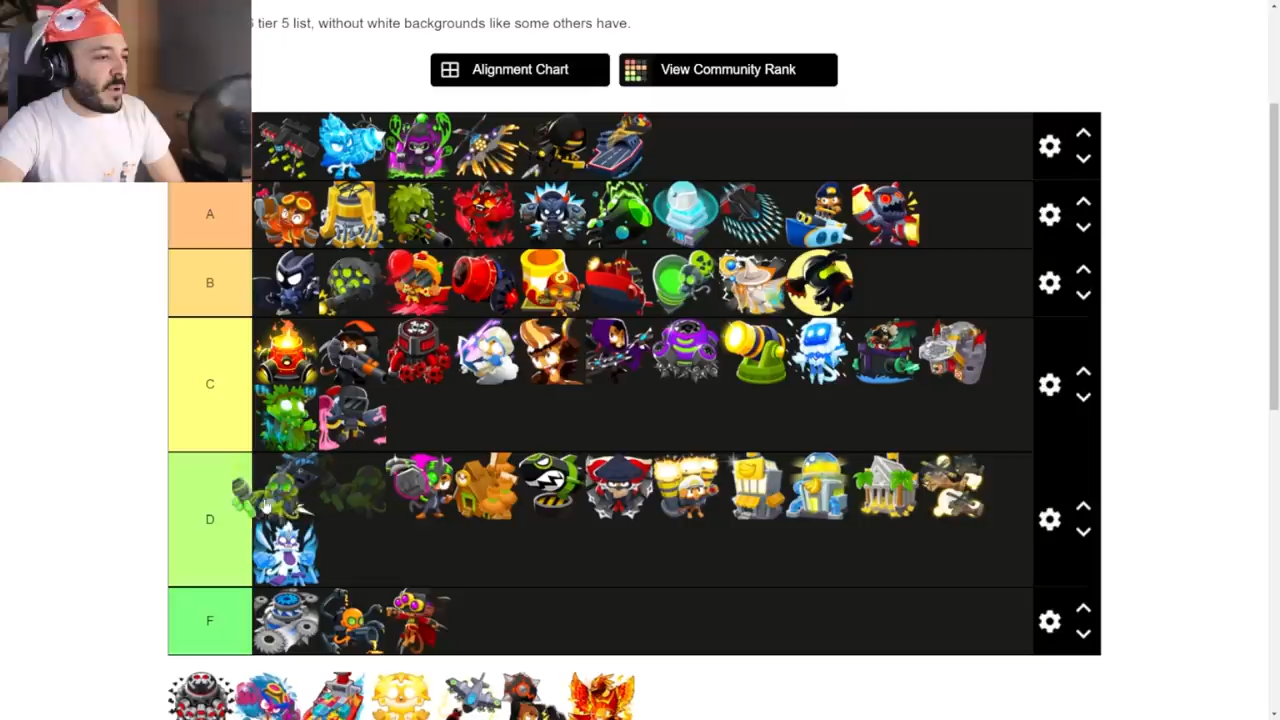 tier 5 list, without white backgrounds like some others have.
Alignment Chart
View Community Rank
A
B
C
D
F